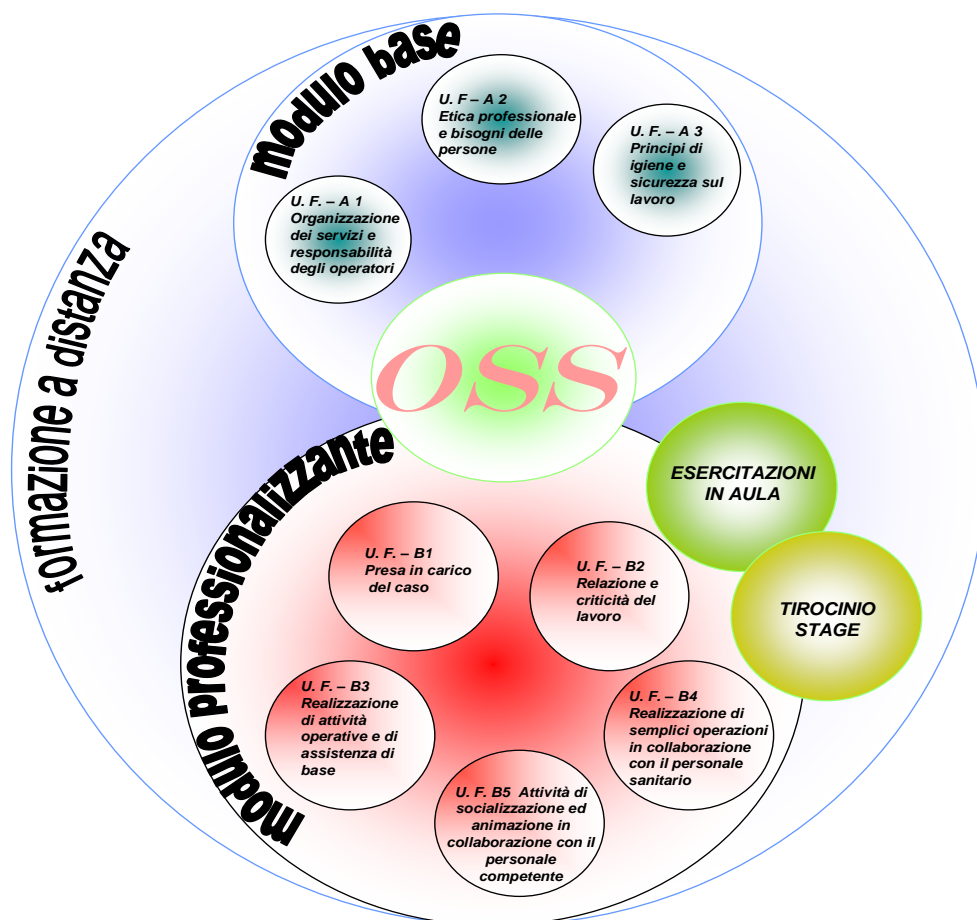 modulo base
U. F – A 2
Etica professionale
e bisogni delle
persone
U. F. – A 3
Principi di
igiene e
sicurezza sul
lavoro
U. F. – A 1
Organizzazione
dei servizi e
responsabilità
degli operatori
formazione a distanza
OSS
modulo professionalizzante
ESERCITAZIONI
IN AULA
TIROCINIO
STAGE
U. F. – B1
Presa in carico
del caso
U. F. – B2
Relazione e
criticità del
lavoro
U. F. – B3
Realizzazione
di attività
operative e di
assistenza di
base
U. F. – B4
Realizzazione di
semplici operazioni
in collaborazione
con il personale
sanitario
U. F. B5 Attività di
socializzazione ed
animazione in
collaborazione con il
personale
competente